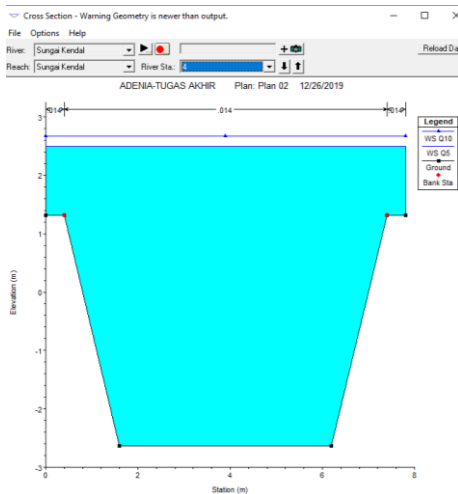 Cross Section - Warning Geometry is newer than output.
File Options Help
River: Sungai Kendal
Reload Da
Reach: Sungai Kendal River Sta.: 4
ADENIA-TUGAS AKHIR Plan: Plan 02 12/26/2019
.014 .014 .014
Legend
WS Q10
WS Q5
Ground
Bank Sta
3
2
1
0
-1
-2
-3
Elevation (m)
0 2 4 6 8
Station (m)